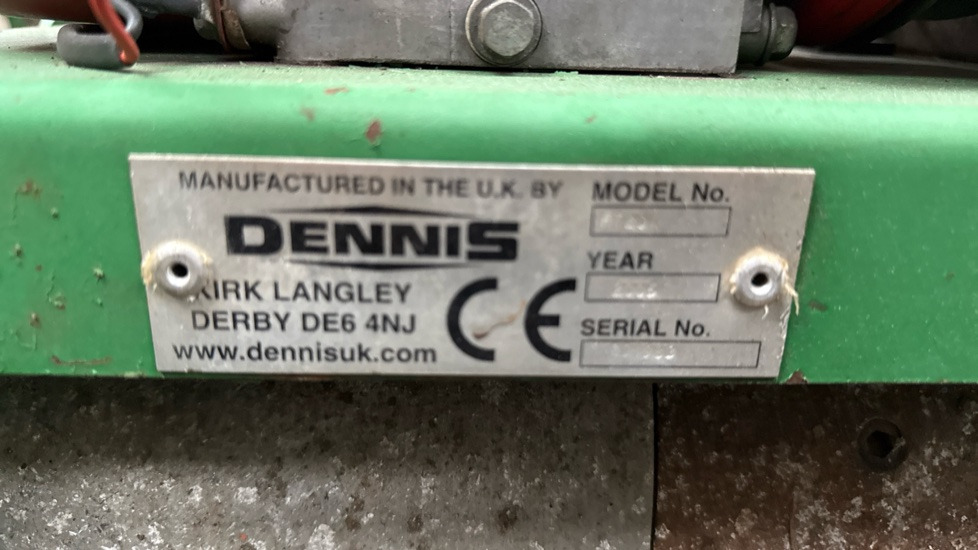 MANUFACTURED IN THE U.K. BY
DENNIS
KIRK LANGLEY
DERBY DE6 4NJ
www.dennisuk.com
CE
MODEL No.
YEAR
SERIAL No.